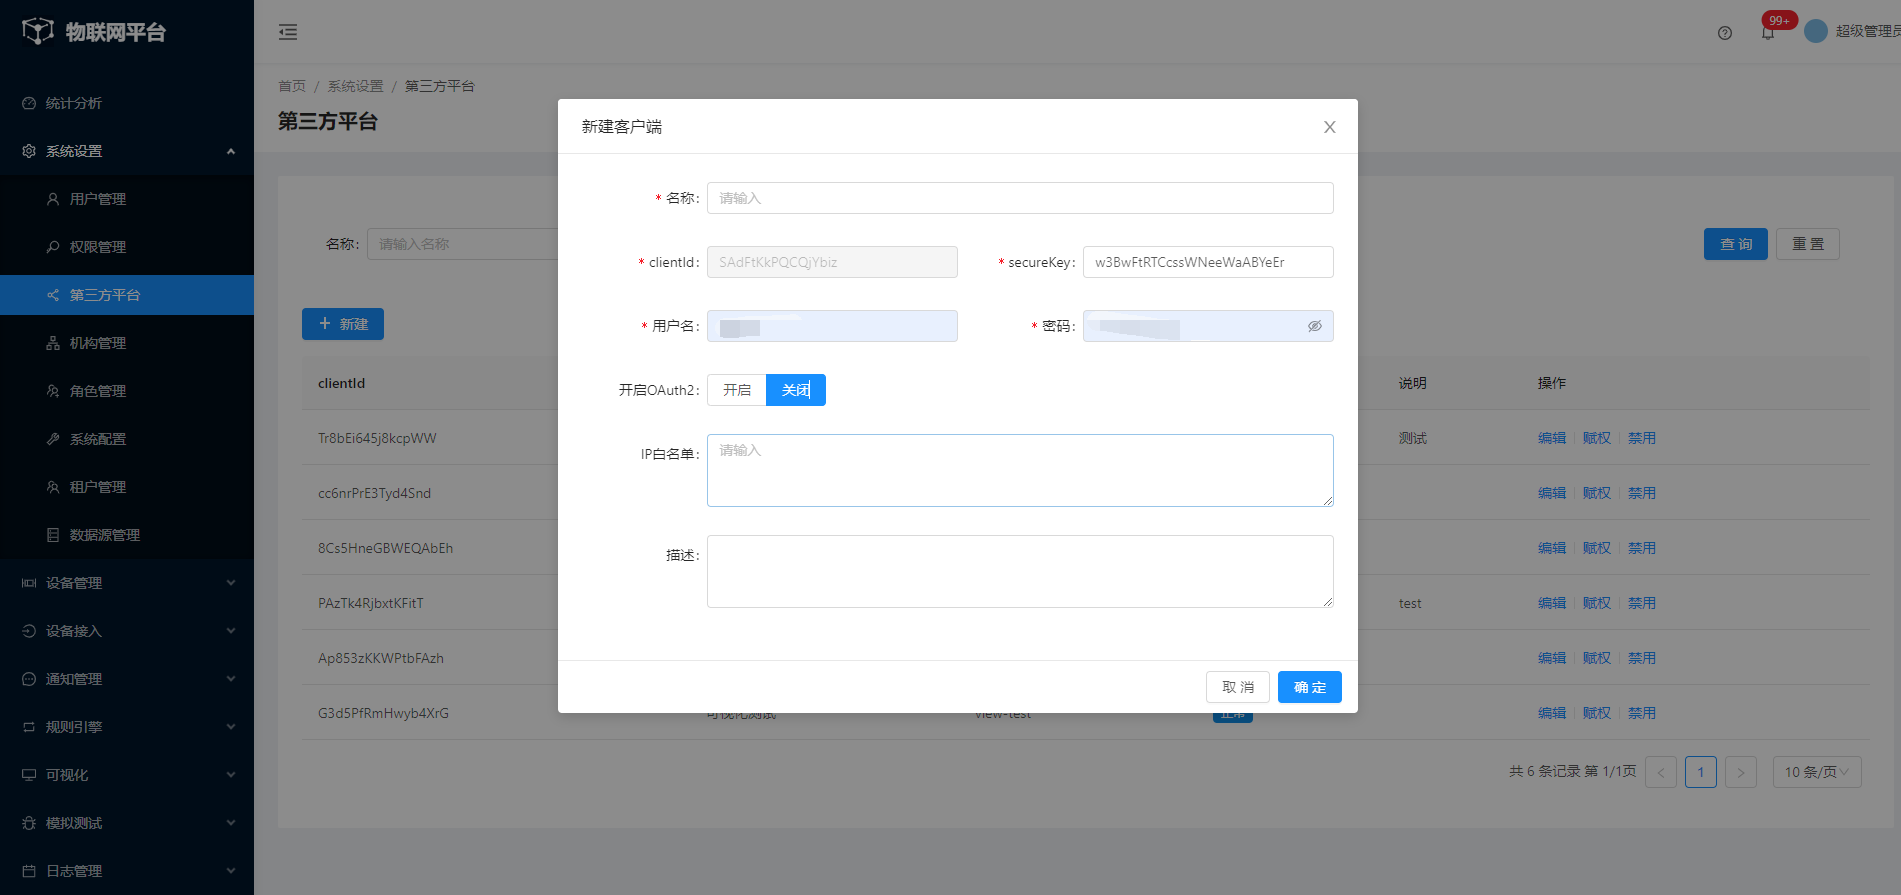 物联网平台
99+
超级管理员
统计分析
系统设置
用户管理
权限管理
第三方平台
机构管理
角色管理
系统配置
租户管理
数据源管理
设备管理
设备接入
通知管理
规则引擎
可视化
模拟测试
日志管理
首页 / 系统设置 / 第三方平台
第三方平台
名称: 请输入名称
查 询 重 置
+ 新建
clientId 说明 操作
Tr8bEi645j8kcpWW 测试 编辑 赋权 禁用
cc6nrPrE3Tyd4Snd 编辑 赋权 禁用
8Cs5HneGBWEQAbEh 编辑 赋权 禁用
PAzTk4RjbxtKFitT test 编辑 赋权 禁用
Ap853zKKWPtbFAzh 编辑 赋权 禁用
G3d5PfRmHwyb4XrG 可视化测试 view-test 正常 编辑 赋权 禁用
共 6 条记录 第 1/1页 < 1 > 10 条/页
新建客户端 X
* 名称: 请输入
* clientId: SAdFtKkPQCQjYbiz
* secureKey: w3BwFtRTCcssWNeeWaABYeEr
* 用户名:
* 密码:
开启OAuth2: 开启 关闭
IP白名单: 请输入
描述:
取 消 确 定